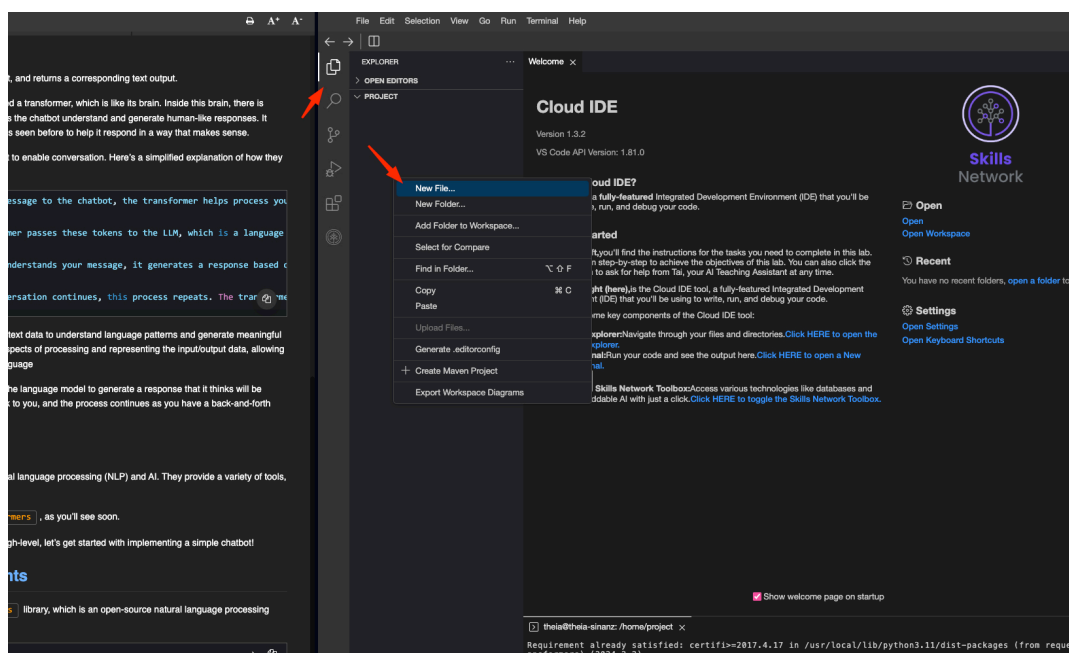 A+ A-
t, and returns a corresponding text output.
d a transformer, which is like its brain. Inside this brain, there is
s the chatbot understand and generate human-like responses. It
s seen before to help it respond in a way that makes sense.
t to enable conversation. Here's a simplified explanation of how they
essage to the chatbot, the transformer helps process you
mer passes these tokens to the LLM, which is a language
nderstands your message, it generates a response based
ersation continues, this process repeats. The tran me
text data to understand language patterns and generate meaningful
spects of processing and representing the input/output data, allowing
guage
he language model to generate a response that it thinks will be
k to you, and the process continues as you have a back-and-forth
al language processing (NLP) and AI. They provide a variety of tools,
rmers , as you'll see soon.
gh-level, let's get started with implementing a simple chatbot!
nts
s library, which is an open-source natural language processing
File Edit Selection View Go Run Terminal Help
EXPLORER
OPEN EDITORS
PROJECT
New File...
New Folder...
Add Folder to Workspace...
Select for Compare
Find in Folder... ⌥ ⇧ F
Copy ⌘ C
Paste
Upload Files...
Generate .editorconfig
Create Maven Project
Export Workspace Diagrams
Welcome
Cloud IDE
Version 1.3.2
VS Code API Version: 1.81.0
oud IDE?
a fully-featured Integrated Development Environment (IDE) that you'll be
, run, and debug your code.
arted
ft,you'll find the instructions for the tasks you need to complete in this lab.
n step-by-step to achieve the objectives of this lab. You can also click the
n to ask for help from Tai, your AI Teaching Assistant at any time.
ght (here),is the Cloud IDE tool, a fully-featured Integrated Development
nt (IDE) that you'll be using to write, run, and debug your code.
me key components of the Cloud IDE tool:
xplorer:Navigate through your files and directories.Click HERE to open the
xplorer.
nal:Run your code and see the output here.Click HERE to open a New
nal.
Skills Network Toolbox:Access various technologies like databases and
ddable AI with just a click.Click HERE to toggle the Skills Network Toolbox.
Skills
Network
Open
Open
Open Workspace
Recent
You have no recent folders, open a folder to
Settings
Open Settings
Open Keyboard Shortcuts
Show welcome page on startup
theia@theia-sinanz: /home/project
Requirement already satisfied: certifi>=2017.4.17 in /usr/local/lib/python3.11/dist-packages (from reque